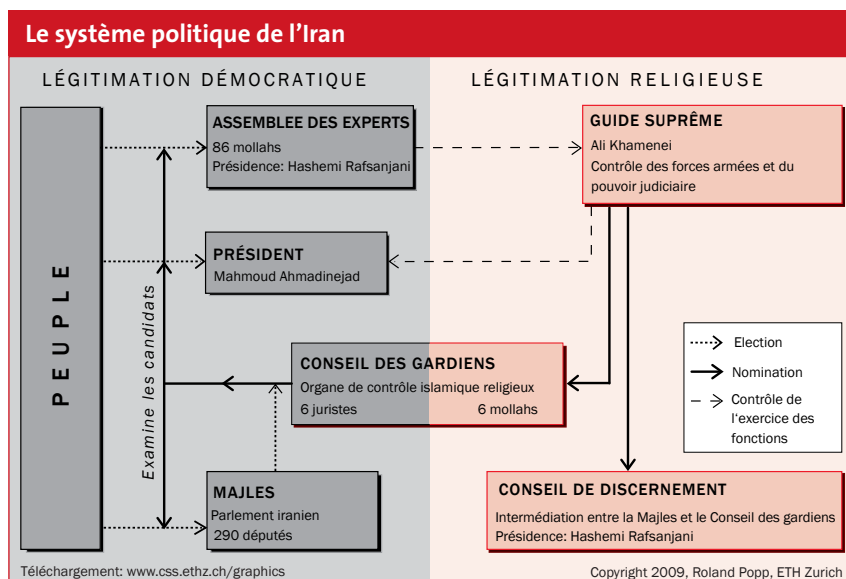 Le système politique de l'Iran
LÉGITIMATION DÉMOCRATIQUE
LÉGITIMATION RELIGIEUSE
PEUPLE
ASSEMBLEE DES EXPERTS
86 mollahs
Présidence: Hashemi Rafsanjani
GUIDE SUPRÊME
Ali Khamenei
Contrôle des forces armées et du
pouvoir judiciaire
PRÉSIDENT
Mahmoud Ahmadinejad
Examine les candidats
CONSEIL DES GARDIENS
Organe de contrôle islamique religieux
6 juristes 6 mollahs
Election
Nomination
Contrôle de
l'exercice des
fonctions
MAJLES
Parlement iranien
290 députés
CONSEIL DE DISCERNEMENT
Intermédiation entre la Majles et le Conseil des gardiens
Présidence: Hashemi Rafsanjani
Téléchargement: www.css.ethz.ch/graphics
Copyright 2009, Roland Popp, ETH Zurich